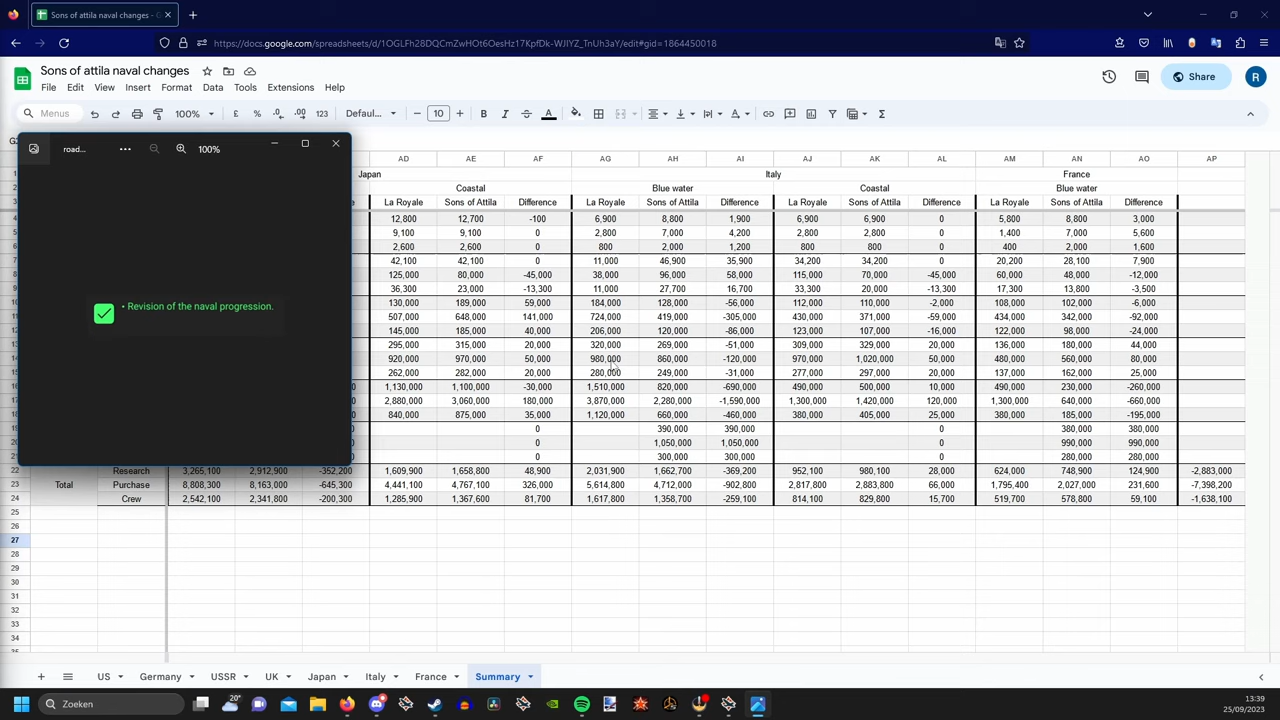 Sons of attila naval changes - G
https://docs.google.com/spreadsheets/d/1OGLFh28DQCmZwHOt6OesHz17KpfDk-WJIYZ_TnUh3aY/edit#gid=1864450018
Sons of attila naval changes
File Edit View Insert Format Data Tools Extensions Help
Share
R
Menus 100% £ % .0 .00 123 Defaul... 10 B I A
road... 100%
• Revision of the naval progression.
AD AE AF AG AH AI AJ AK AL AM AN AO AP
Japan Italy France
Coastal Blue water Coastal Blue water
La Royale Sons of Attila Difference La Royale Sons of Attila Difference La Royale Sons of Attila Difference La Royale Sons of Attila Difference
12,800 12,700 -100 6,900 8,800 1,900 6,900 6,900 0 5,800 8,800 3,000
9,100 9,100 0 2,800 7,000 4,200 2,800 2,800 0 1,400 7,000 5,600
2,600 2,600 0 800 2,000 1,200 800 800 0 400 2,000 1,600
42,100 42,100 0 11,000 46,900 35,900 34,200 34,200 0 20,200 28,100 7,900
125,000 80,000 -45,000 38,000 96,000 58,000 115,000 70,000 -45,000 60,000 48,000 -12,000
36,300 23,000 -13,300 11,000 27,700 16,700 33,300 20,000 -13,300 17,300 13,800 -3,500
130,000 189,000 59,000 184,000 128,000 -56,000 112,000 110,000 -2,000 108,000 102,000 -6,000
507,000 648,000 141,000 724,000 419,000 -305,000 430,000 371,000 -59,000 434,000 342,000 -92,000
145,000 185,000 40,000 206,000 120,000 -86,000 123,000 107,000 -16,000 122,000 98,000 -24,000
295,000 315,000 20,000 320,000 269,000 -51,000 309,000 329,000 20,000 136,000 180,000 44,000
920,000 970,000 50,000 980,000 860,000 -120,000 970,000 1,020,000 50,000 480,000 560,000 80,000
262,000 282,000 20,000 280,000 249,000 -31,000 277,000 297,000 20,000 137,000 162,000 25,000
1,130,000 1,100,000 -30,000 1,510,000 820,000 -690,000 490,000 500,000 10,000 490,000 230,000 -260,000
2,880,000 3,060,000 180,000 3,870,000 2,280,000 -1,590,000 1,300,000 1,420,000 120,000 1,300,000 640,000 -660,000
840,000 875,000 35,000 1,120,000 660,000 -460,000 380,000 405,000 25,000 380,000 185,000 -195,000
0 390,000 390,000 0 380,000 380,000
0 1,050,000 1,050,000 0 990,000 990,000
0 300,000 300,000 0 280,000 280,000
22 Research 3,265,100 2,912,900 -352,200 1,609,900 1,658,800 48,900 2,031,900 1,662,700 -369,200 952,100 980,100 28,000 624,000 748,900 124,900 -2,883,000
23 Total Purchase 8,808,300 8,163,000 -645,300 4,441,100 4,767,100 326,000 5,614,800 4,712,000 -902,800 2,817,800 2,883,800 66,000 1,795,400 2,027,000 231,600 -7,398,200
24 Crew 2,542,100 2,341,800 -200,300 1,285,900 1,367,600 81,700 1,617,800 1,358,700 -259,100 814,100 829,800 15,700 519,700 578,800 59,100 -1,638,100
25
26
27
28
29
30
31
32
33
34
US Germany USSR UK Japan Italy France Summary
Zoeken 20° 13:39
25/09/2023